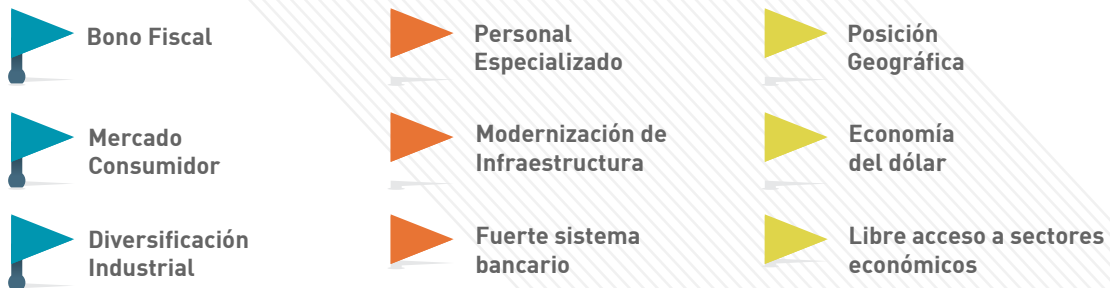 Bono Fiscal
Mercado
Consumidor
Diversificación
Industrial
Personal
Especializado
Modernización de
Infraestructura
Fuerte sistema
bancario
Posición
Geográfica
Economía
del dólar
Libre acceso a sectores
económicos